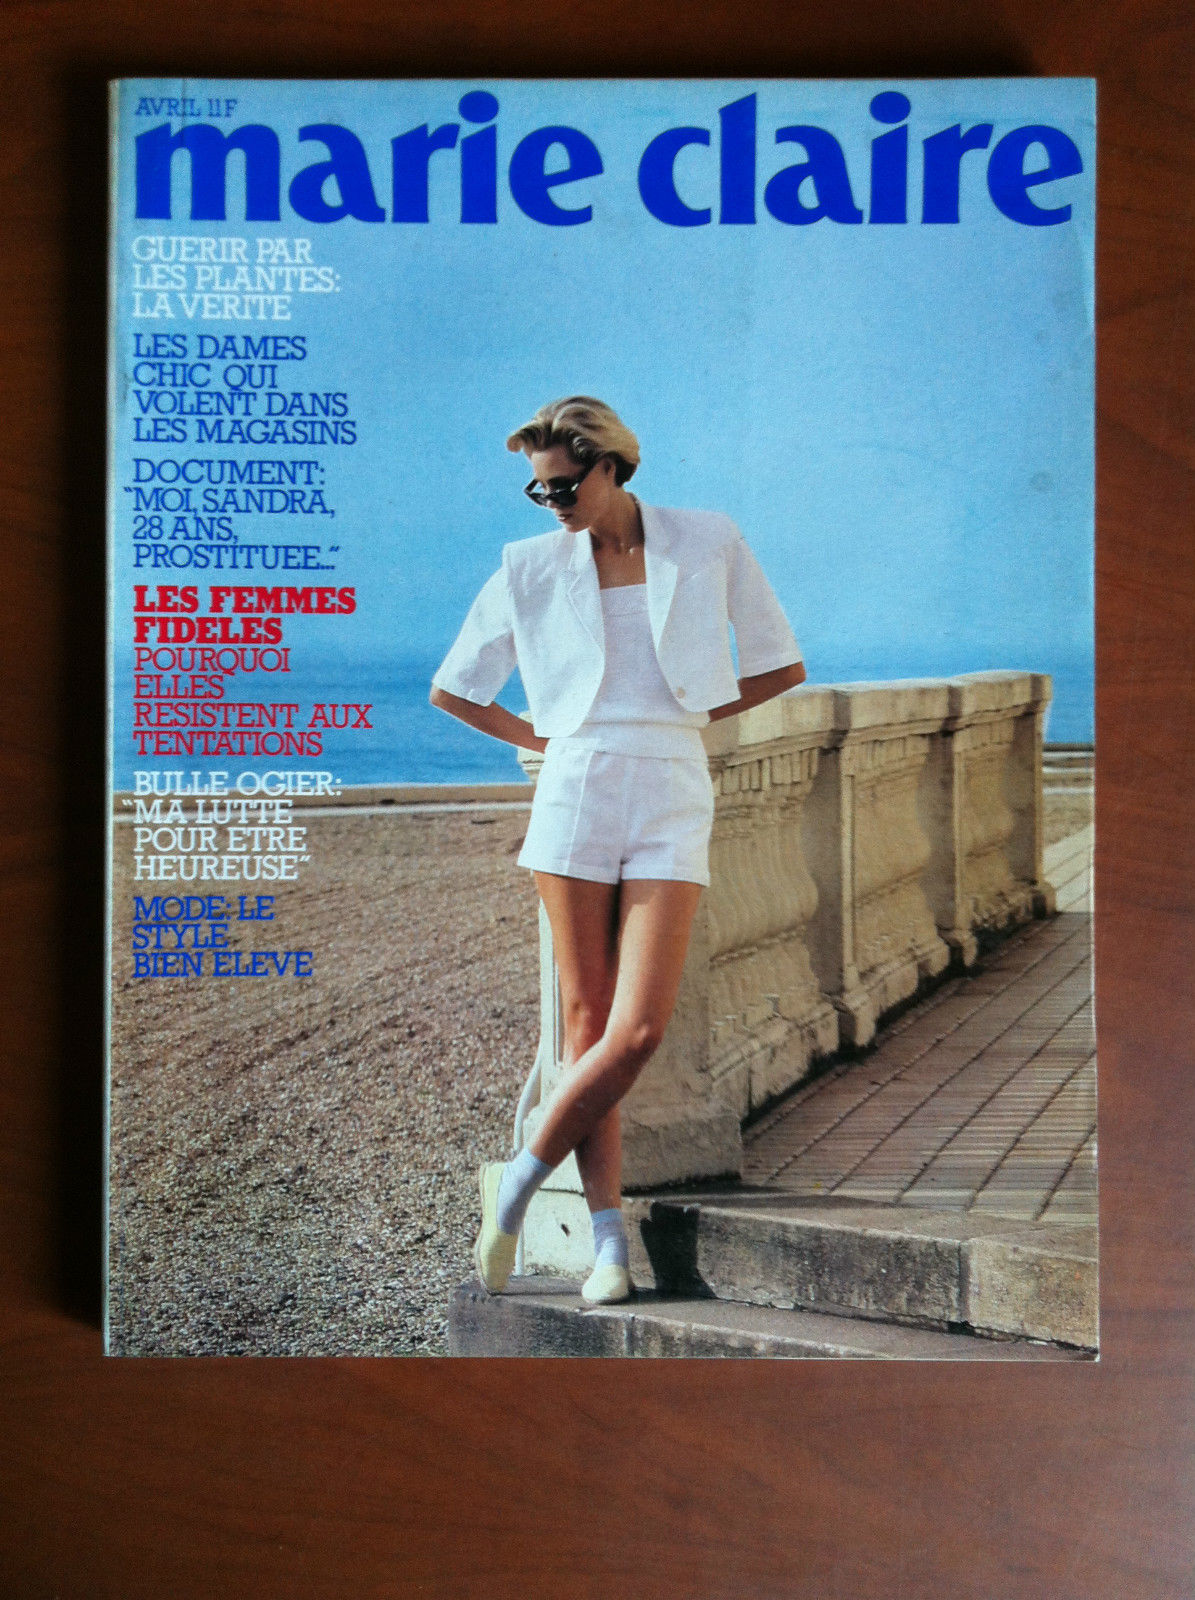 AVRIL 11F
marie claire
GUERIR PAR
LES PLANTES:
LA VERITE
LES DAMES
CHIC QUI
VOLENT DANS
LES MAGASINS
DOCUMENT:
“MOI, SANDRA,
28 ANS,
PROSTITUEE...”
LES FEMMES
FIDELES
POURQUOI
ELLES
RESISTENT AUX
TENTATIONS
BULLE OGIER:
“MA LUTTE
POUR ETRE
HEUREUSE”
MODE: LE
STYLE
BIEN ELEVE